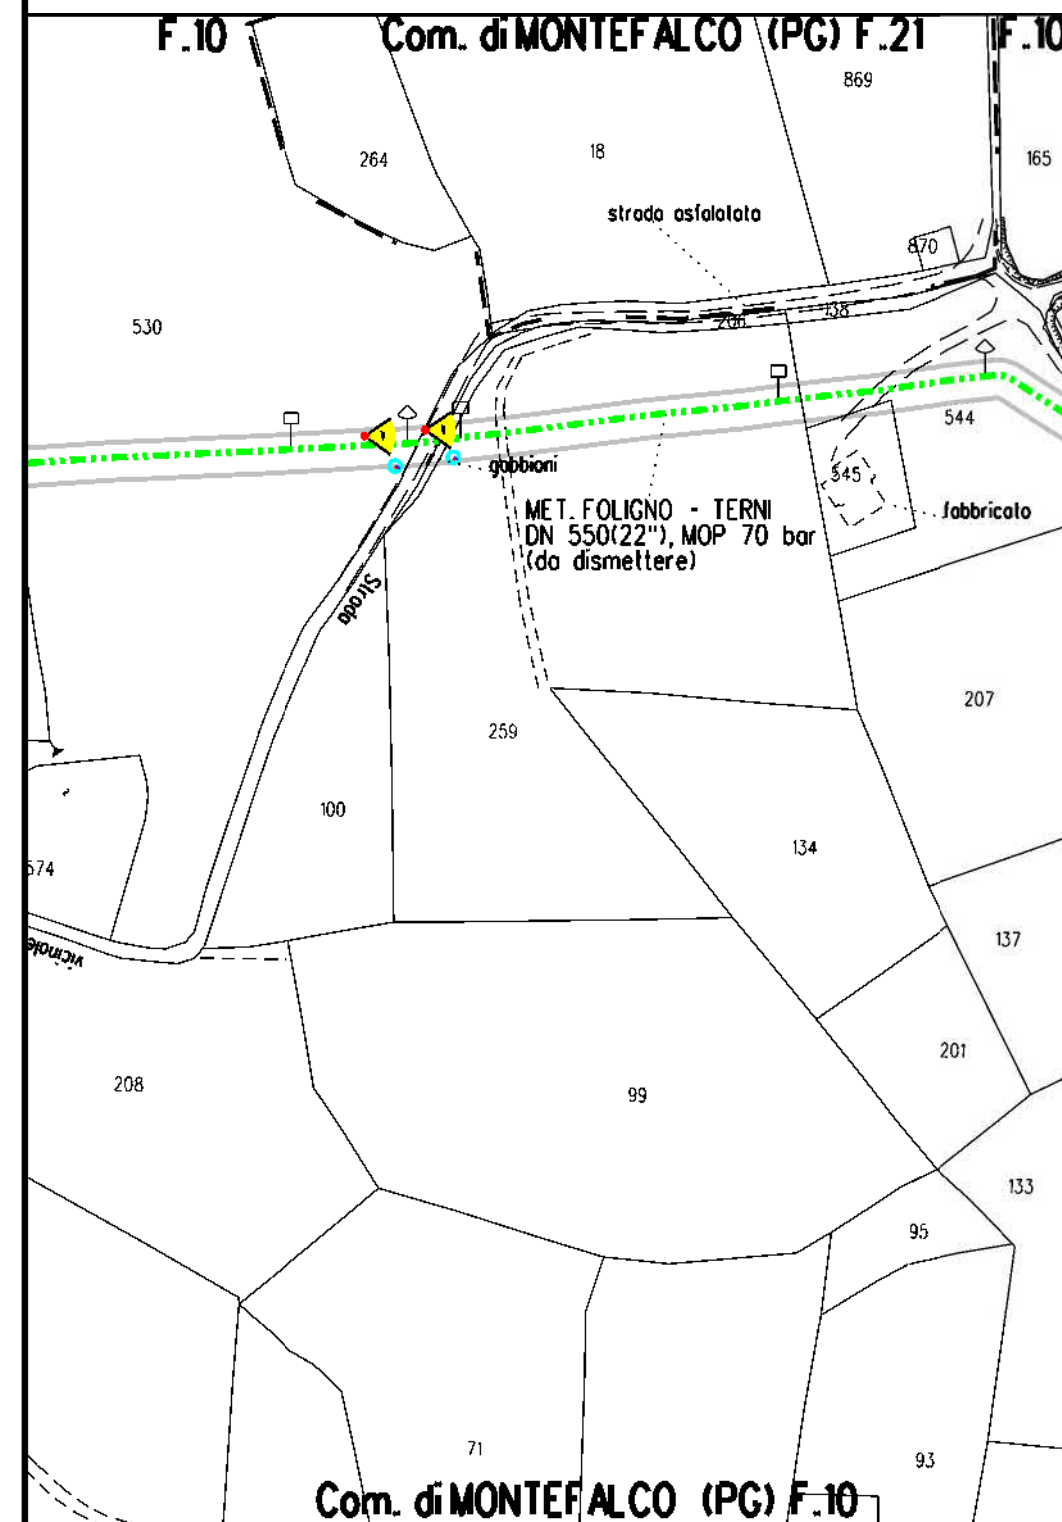 F.10 Com. di MONTEFALCO (PG) F.21 F.10
869
264
18
165
strada asfalalata
870
530
206
138
544
gabbioni
545
MET. FOLIGNO - TERNI
DN 550(22"), MOP 70 bar
(da dismettere)
fabbricato
Strada
207
259
100
134
574
137
vicinale
201
208
99
133
95
71
93
Com. di MONTEFALCO (PG) F.10